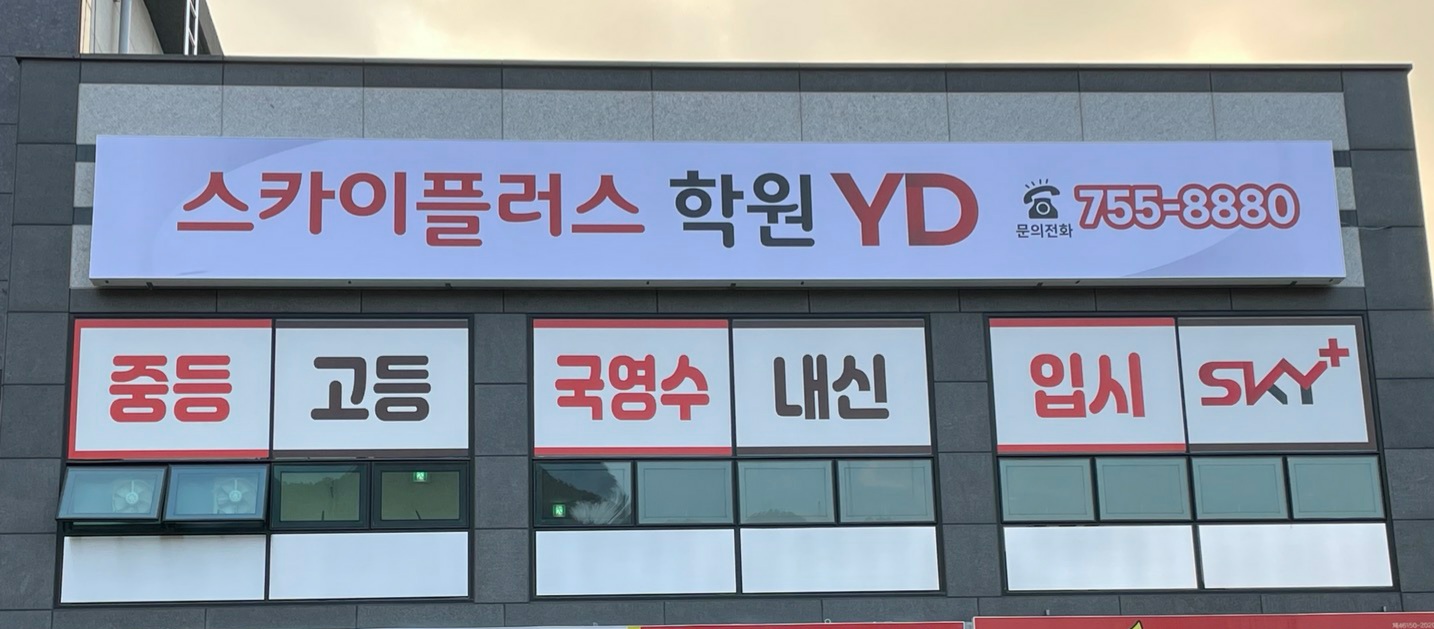 스카이플러스 학원 YD 문의전화 755-8880
중등 고등 국영수 내신 입시 SKY+